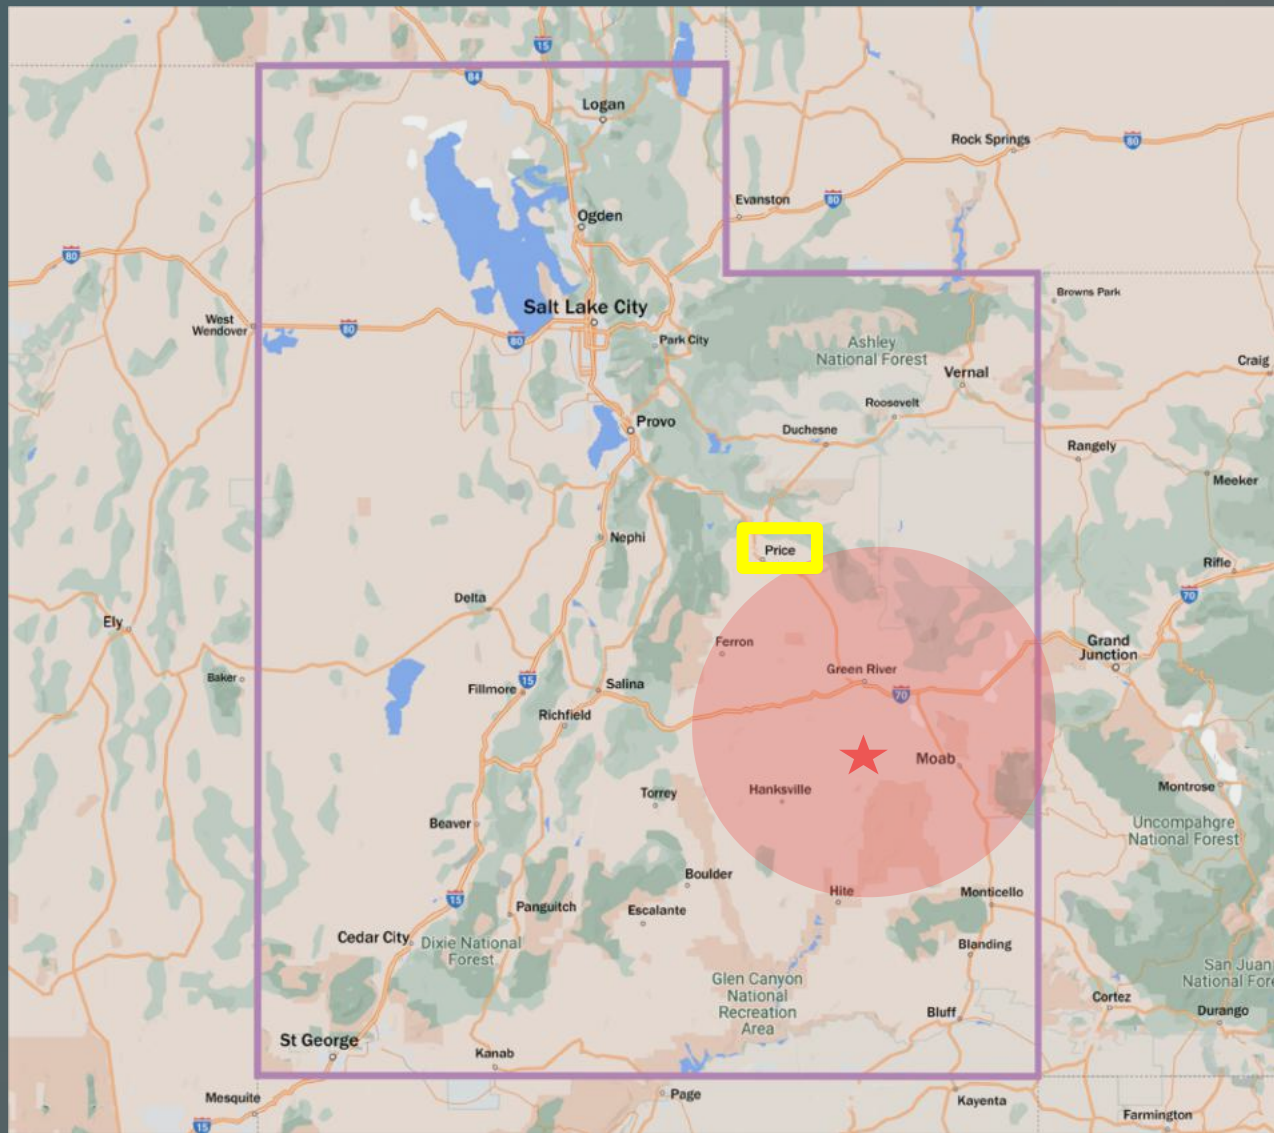 15
84
Logan
Rock Springs
80
Evanston
80
Ogden
80
Browns Park
Salt Lake City
West
Wendover
80
80
Park City
Ashley
National Forest
Craig
Vernal
Roosevelt
Provo
Duchesne
Rangely
Meeker
Nephi
Price
Rifle
70
Delta
Ely
Ferron
Grand
Junction
Green River
Baker
15
Salina
Fillmore
70
Richfield
Moab
Hanksville
Montrose
Torrey
Beaver
Uncompahgre
National Forest
Boulder
Hite
Monticello
15
Panguitch
Escalante
Cedar City
Dixie National
Forest
Blanding
San Juan
National Fore
Glen Canyon
National
Recreation
Area
Cortez
Bluff
Durango
St George
Kanab
Mesquite
Page
Kayenta
15
Farmington